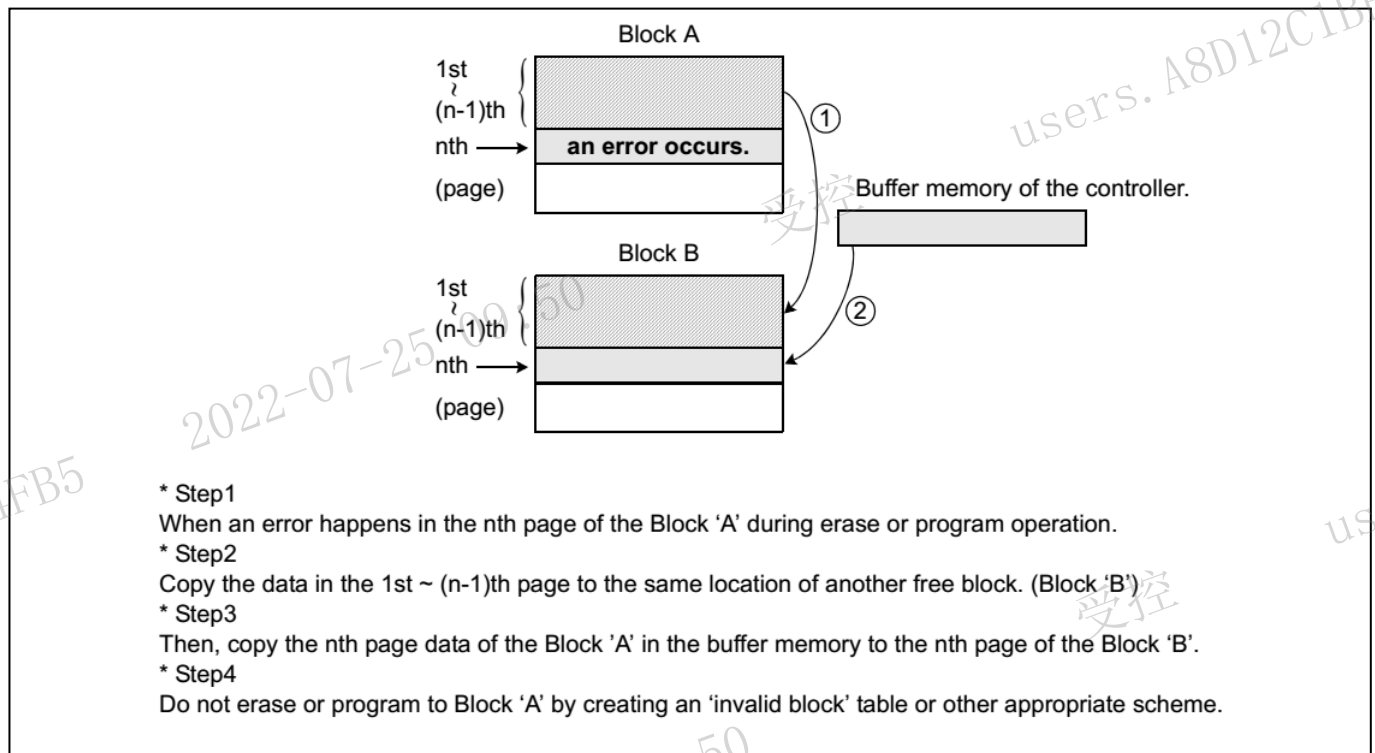 Block A
1st
~
(n-1)th
nth
an error occurs.
(page)
①
Buffer memory of the controller.
Block B
1st
~
(n-1)th
nth
(page)
②
* Step1
When an error happens in the nth page of the Block ‘A’ during erase or program operation.
* Step2
Copy the data in the 1st ~ (n-1)th page to the same location of another free block. (Block ‘B’)
* Step3
Then, copy the nth page data of the Block ’A’ in the buffer memory to the nth page of the Block ‘B’.
* Step4
Do not erase or program to Block ‘A’ by creating an ‘invalid block’ table or other appropriate scheme.
users. A8D12C1B
受控
2022-07-25 09:50
FB5
us
受控
50